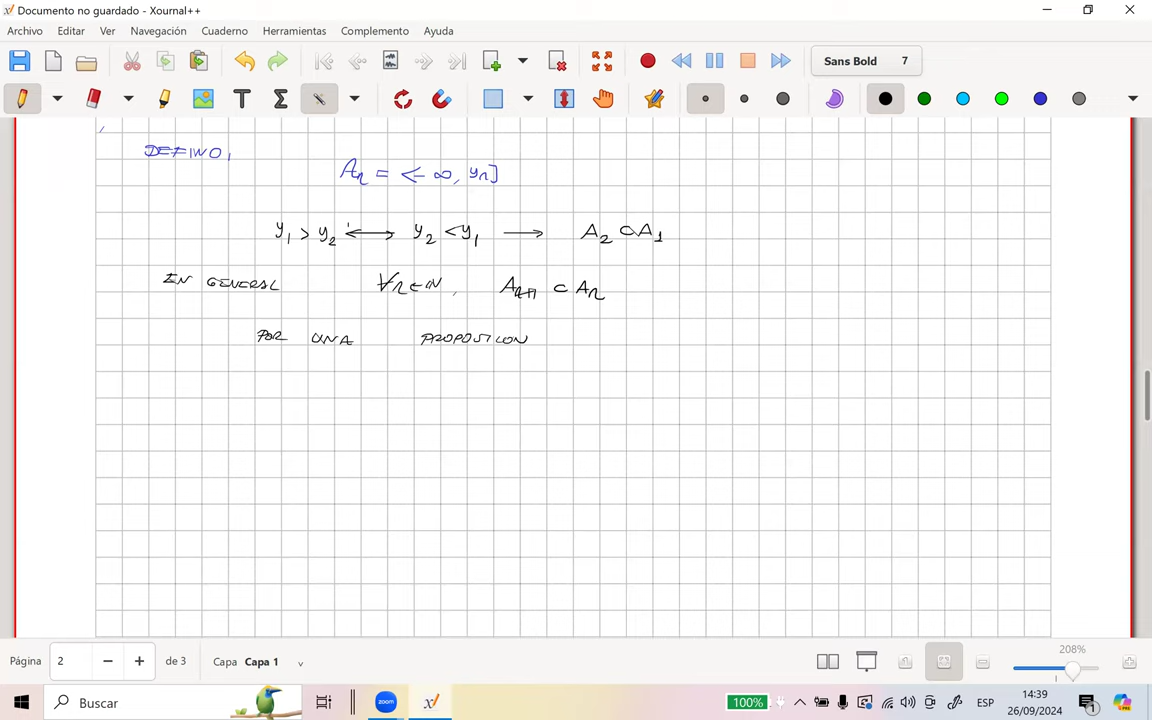 Documento no guardado - Xournal++
Archivo Editar Ver Navegación Cuaderno Herramientas Complemento Ayuda
Sans Bold 7
DEFINO,
Aₙ = <-∞, yₙ]
y₁ > y₂ ⟷ y₂ < y₁ ⟶ A₂ ⊂ A₁
EN GENERAL ∀n∈ℕ, Aₙ₊₁ ⊂ Aₙ
POR UNA PROPOSICION
Página 2 de 3 Capa Capa 1 208%
Buscar zoom 100% ESP 14:39
26/09/2024